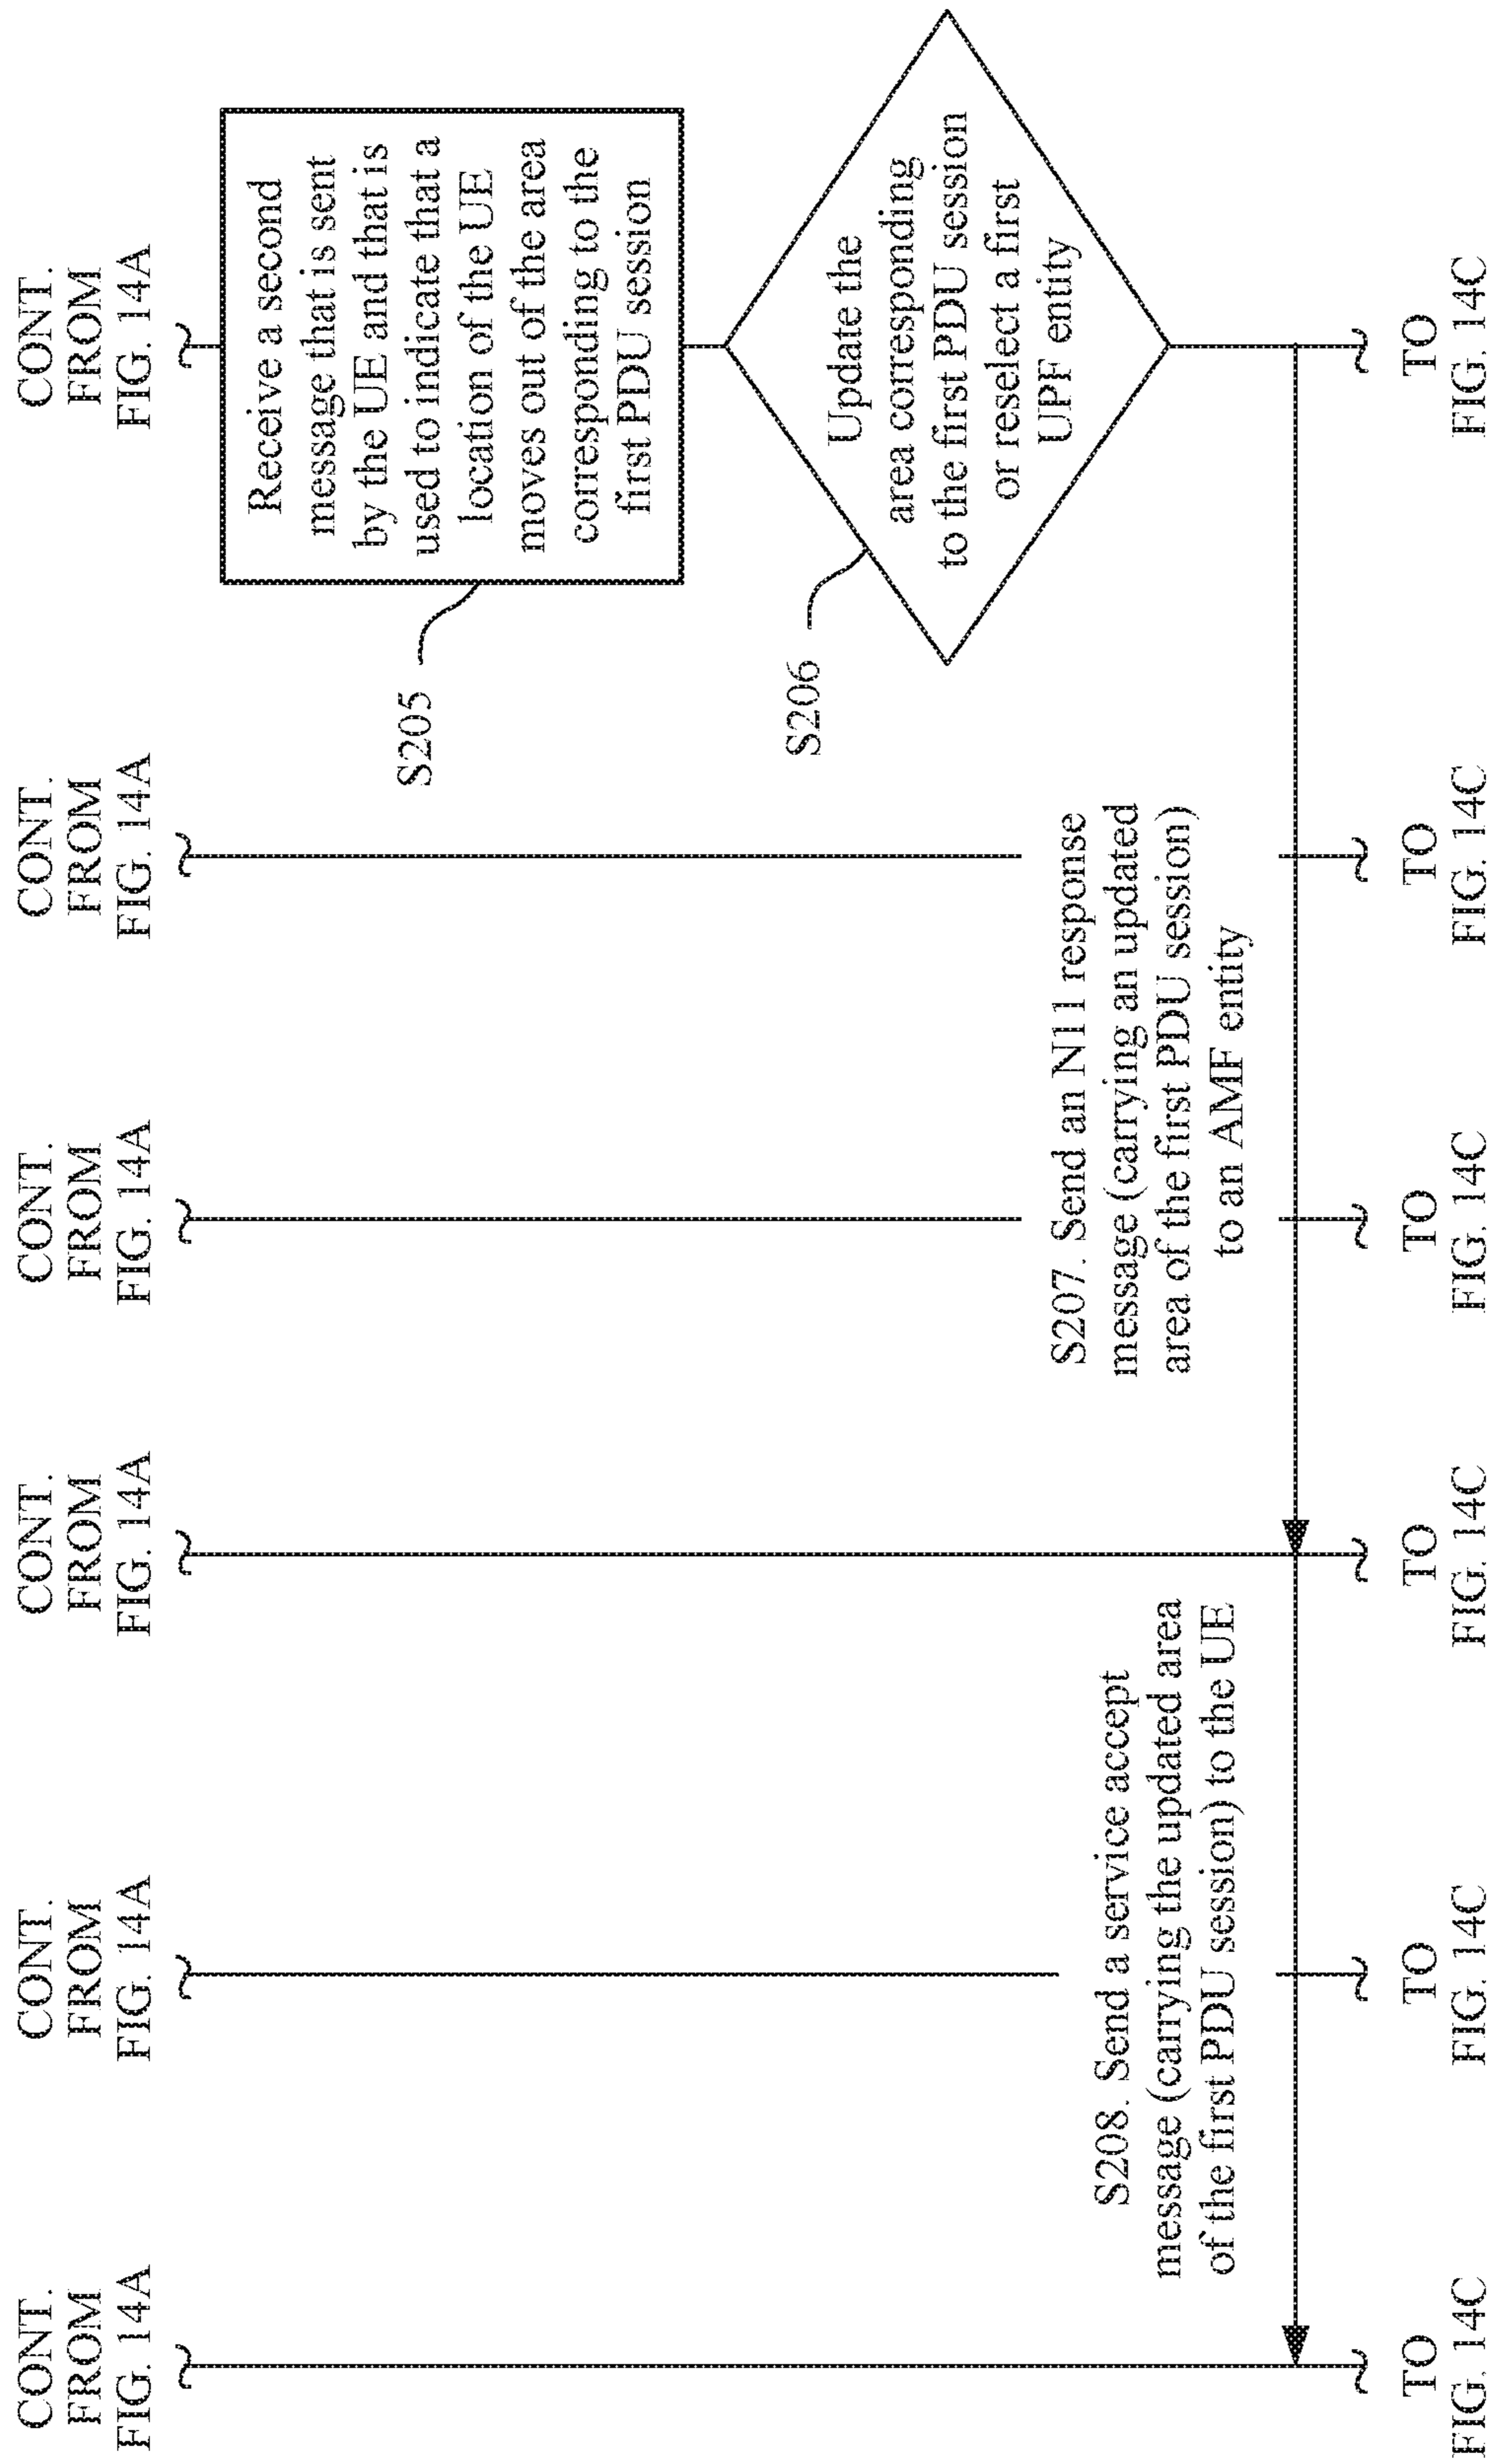 CONT.
FROM
FIG. 14A
CONT.
FROM
FIG. 14A
CONT.
FROM
FIG. 14A
CONT.
FROM
FIG. 14A
CONT.
FROM
FIG. 14A
CONT.
FROM
FIG. 14A
Receive a second
message that is sent
by the UE and that is
used to indicate that a
location of the UE
moves out of the area
corresponding to the
first PDU session
S205
Update the
area corresponding
to the first PDU session
or reselect a first
UPF entity
S206
S207. Send an N11 response
message (carrying an updated
area of the first PDU session)
to an AMF entity
S208. Send a service accept
message (carrying the updated area
of the first PDU session) to the UE
TO
FIG. 14C
TO
FIG. 14C
TO
FIG. 14C
TO
FIG. 14C
TO
FIG. 14C
TO
FIG. 14C